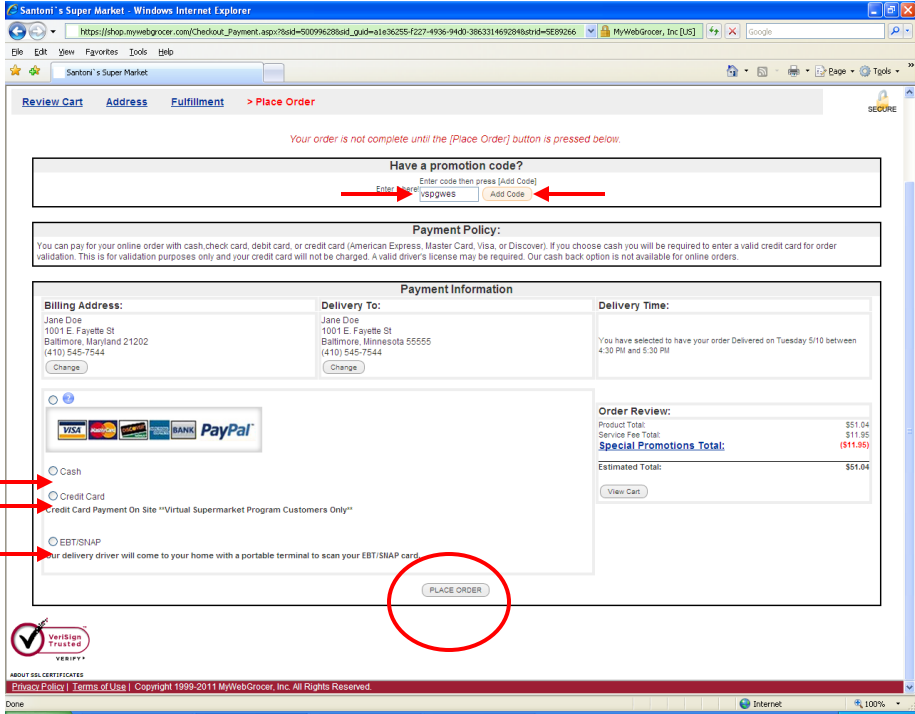 Santoni`s Super Market - Windows Internet Explorer
https://shop.mywebgrocer.com/Checkout_Payment.aspx?&sid=50099628&sid_guid=a1e36255-f227-4936-94d0-386331469284&strid=5E89266
MyWebGrocer, Inc [US]
Google
File Edit View Favorites Tools Help
Santoni`s Super Market
Page Tools
Review Cart Address Fulfillment > Place Order
SECURE
Your order is not complete until the [Place Order] button is pressed below.
Have a promotion code?
Enter code then press [Add Code]
Enter here!
vspgwes
Add Code
Payment Policy:
You can pay for your online order with cash,check card, debit card, or credit card (American Express, Master Card, Visa, or Discover). If you choose cash you will be required to enter a valid credit card for order
validation. This is for validation purposes only and your credit card will not be charged. A valid driver's license may be required. Our cash back option is not available for online orders.
Payment Information
Billing Address:
Jane Doe
1001 E. Fayette St
Baltimore, Maryland 21202
(410) 545-7544
Change
Delivery To:
Jane Doe
1001 E. Fayette St
Baltimore, Minnesota 55555
(410) 545-7544
Change
Delivery Time:
You have selected to have your order Delivered on Tuesday 5/10 between
4:30 PM and 5:30 PM
VISA MasterCard DISCOVER BANK PayPal
Cash
Credit Card
Credit Card Payment On Site **Virtual Supermarket Program Customers Only**
EBT/SNAP
Our delivery driver will come to your home with a portable terminal to scan your EBT/SNAP card.
Order Review:
Product Total: $51.04
Service Fee Total: $11.95
Special Promotions Total: ($11.95)
Estimated Total: $51.04
View Cart
PLACE ORDER
VeriSign
Trusted
VERIFY
ABOUT SSL CERTIFICATES
Privacy Policy | Terms of Use | Copyright 1999-2011 MyWebGrocer, Inc. All Rights Reserved.
Done
Internet
100%